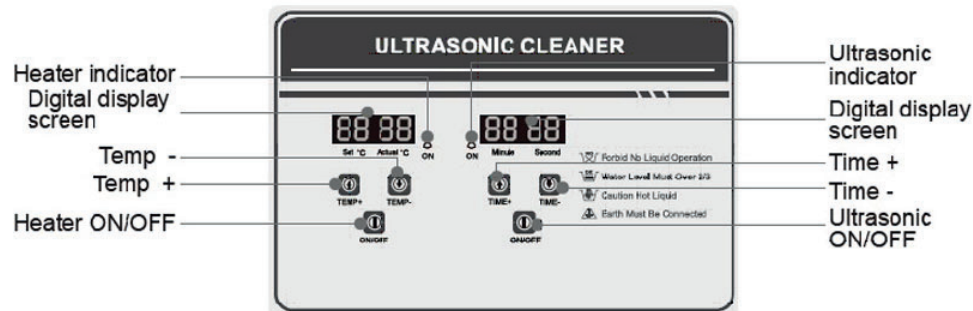 ULTRASONIC CLEANER
Heater indicator
Digital display
screen
Temp -
Temp +
Heater ON/OFF
88 88
Set °C Actual °C
ON
TEMP+ TEMP-
ON/OFF
ON
88 88
Minute Second
TIME+ TIME-
ON/OFF
Forbid No Liquid Operation
Water Level Must Over 2/3
Caution Hot Liquid
Earth Must Be Connected
Ultrasonic
indicator
Digital display
screen
Time +
Time -
Ultrasonic
ON/OFF